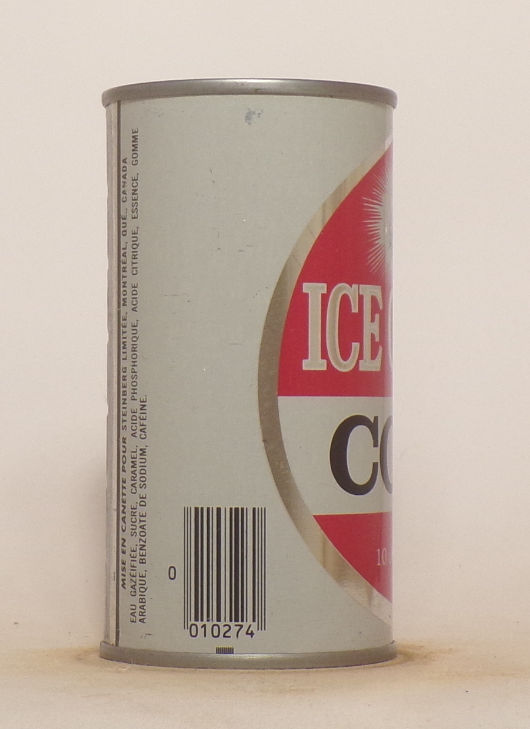 MISE EN CANETTE POUR STEINBERG LIMITÉE, MONTRÉAL, QUÉ., CANADA
EAU GAZÉIFIÉE, SUCRE, CARAMEL, ACIDE PHOSPHORIQUE, ACIDE CITRIQUE, ESSENCE, GOMME
ARABIQUE, BENZOATE DE SODIUM, CAFÉINE.
ICE
CO
10
0
010274